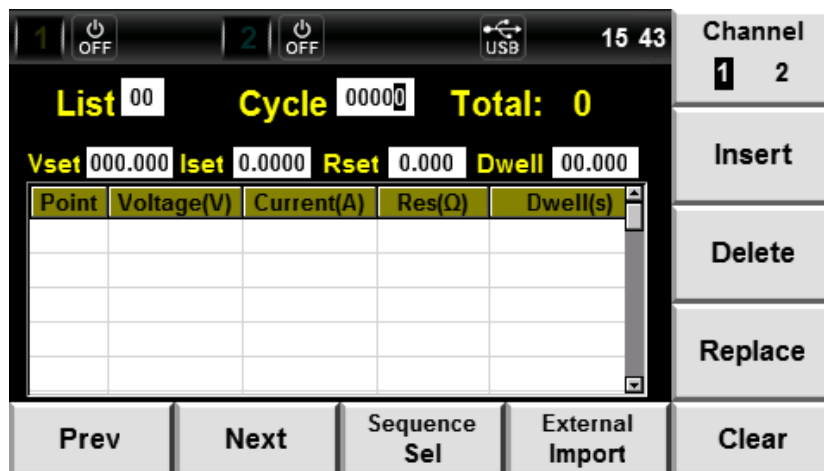 1 OFF 2 OFF USB 15 43
Channel
1 2
List 00 Cycle 00000 Total: 0
Insert
Vset 000.000 Iset 0.0000 Rset 0.000 Dwell 00.000
Point Voltage(V) Current(A) Res(Ω) Dwell(s)
Delete
Replace
Prev
Next
Sequence
Sel
External
Import
Clear